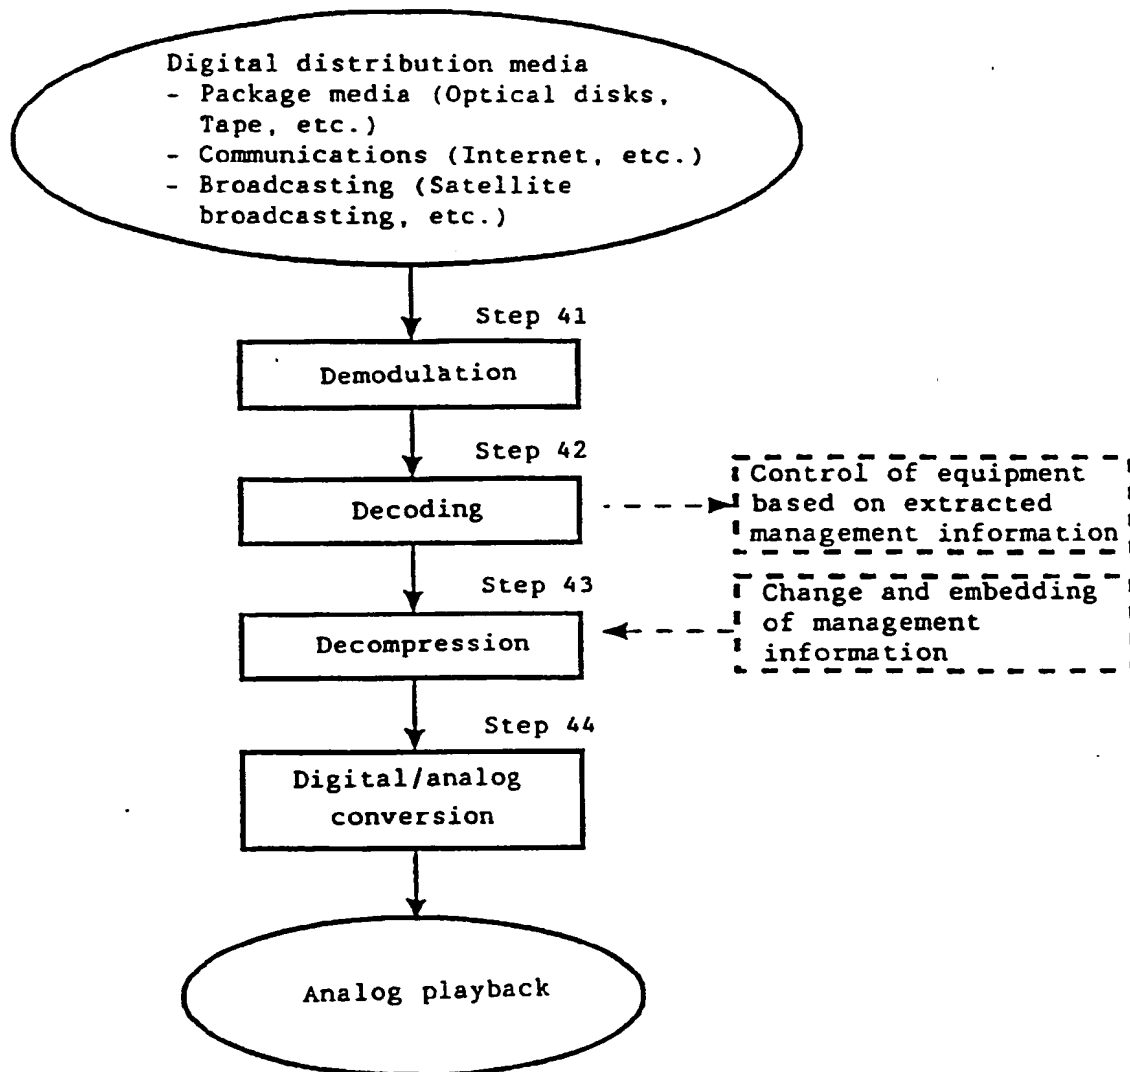 Digital distribution media
- Package media (Optical disks,
Tape, etc.)
- Communications (Internet, etc.)
- Broadcasting (Satellite
broadcasting, etc.)
Step 41
Demodulation
Step 42
Decoding
Control of equipment
based on extracted
management information
Step 43
Decompression
Change and embedding
of management
information
Step 44
Digital/analog
conversion
Analog playback